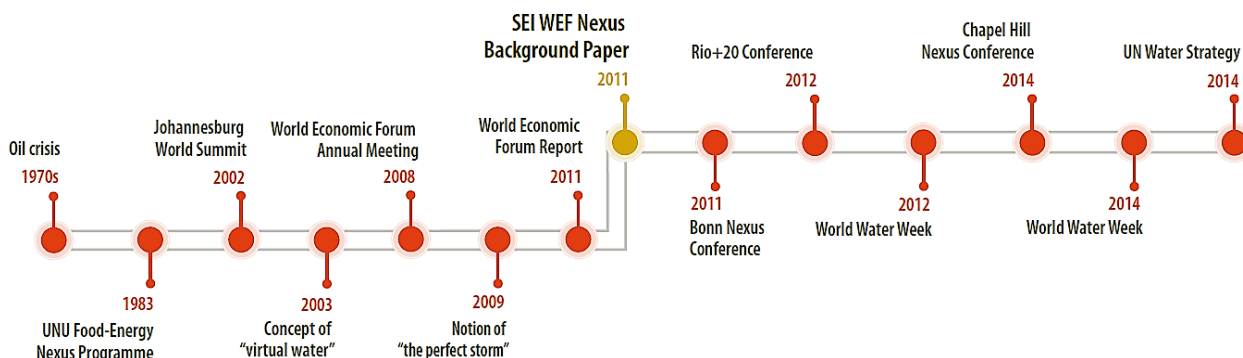 Oil crisis
1970s
1983
UNU Food-Energy
Nexus Programme
Johannesburg
World Summit
2002
2003
Concept of
“virtual water”
World Economic Forum
Annual Meeting
2008
2009
Notion of
“the perfect storm”
World Economic
Forum Report
2011
SEI WEF Nexus
Background Paper
2011
2011
Bonn Nexus
Conference
Rio+20 Conference
2012
2012
World Water Week
Chapel Hill
Nexus Conference
2014
2014
World Water Week
UN Water Strategy
2014